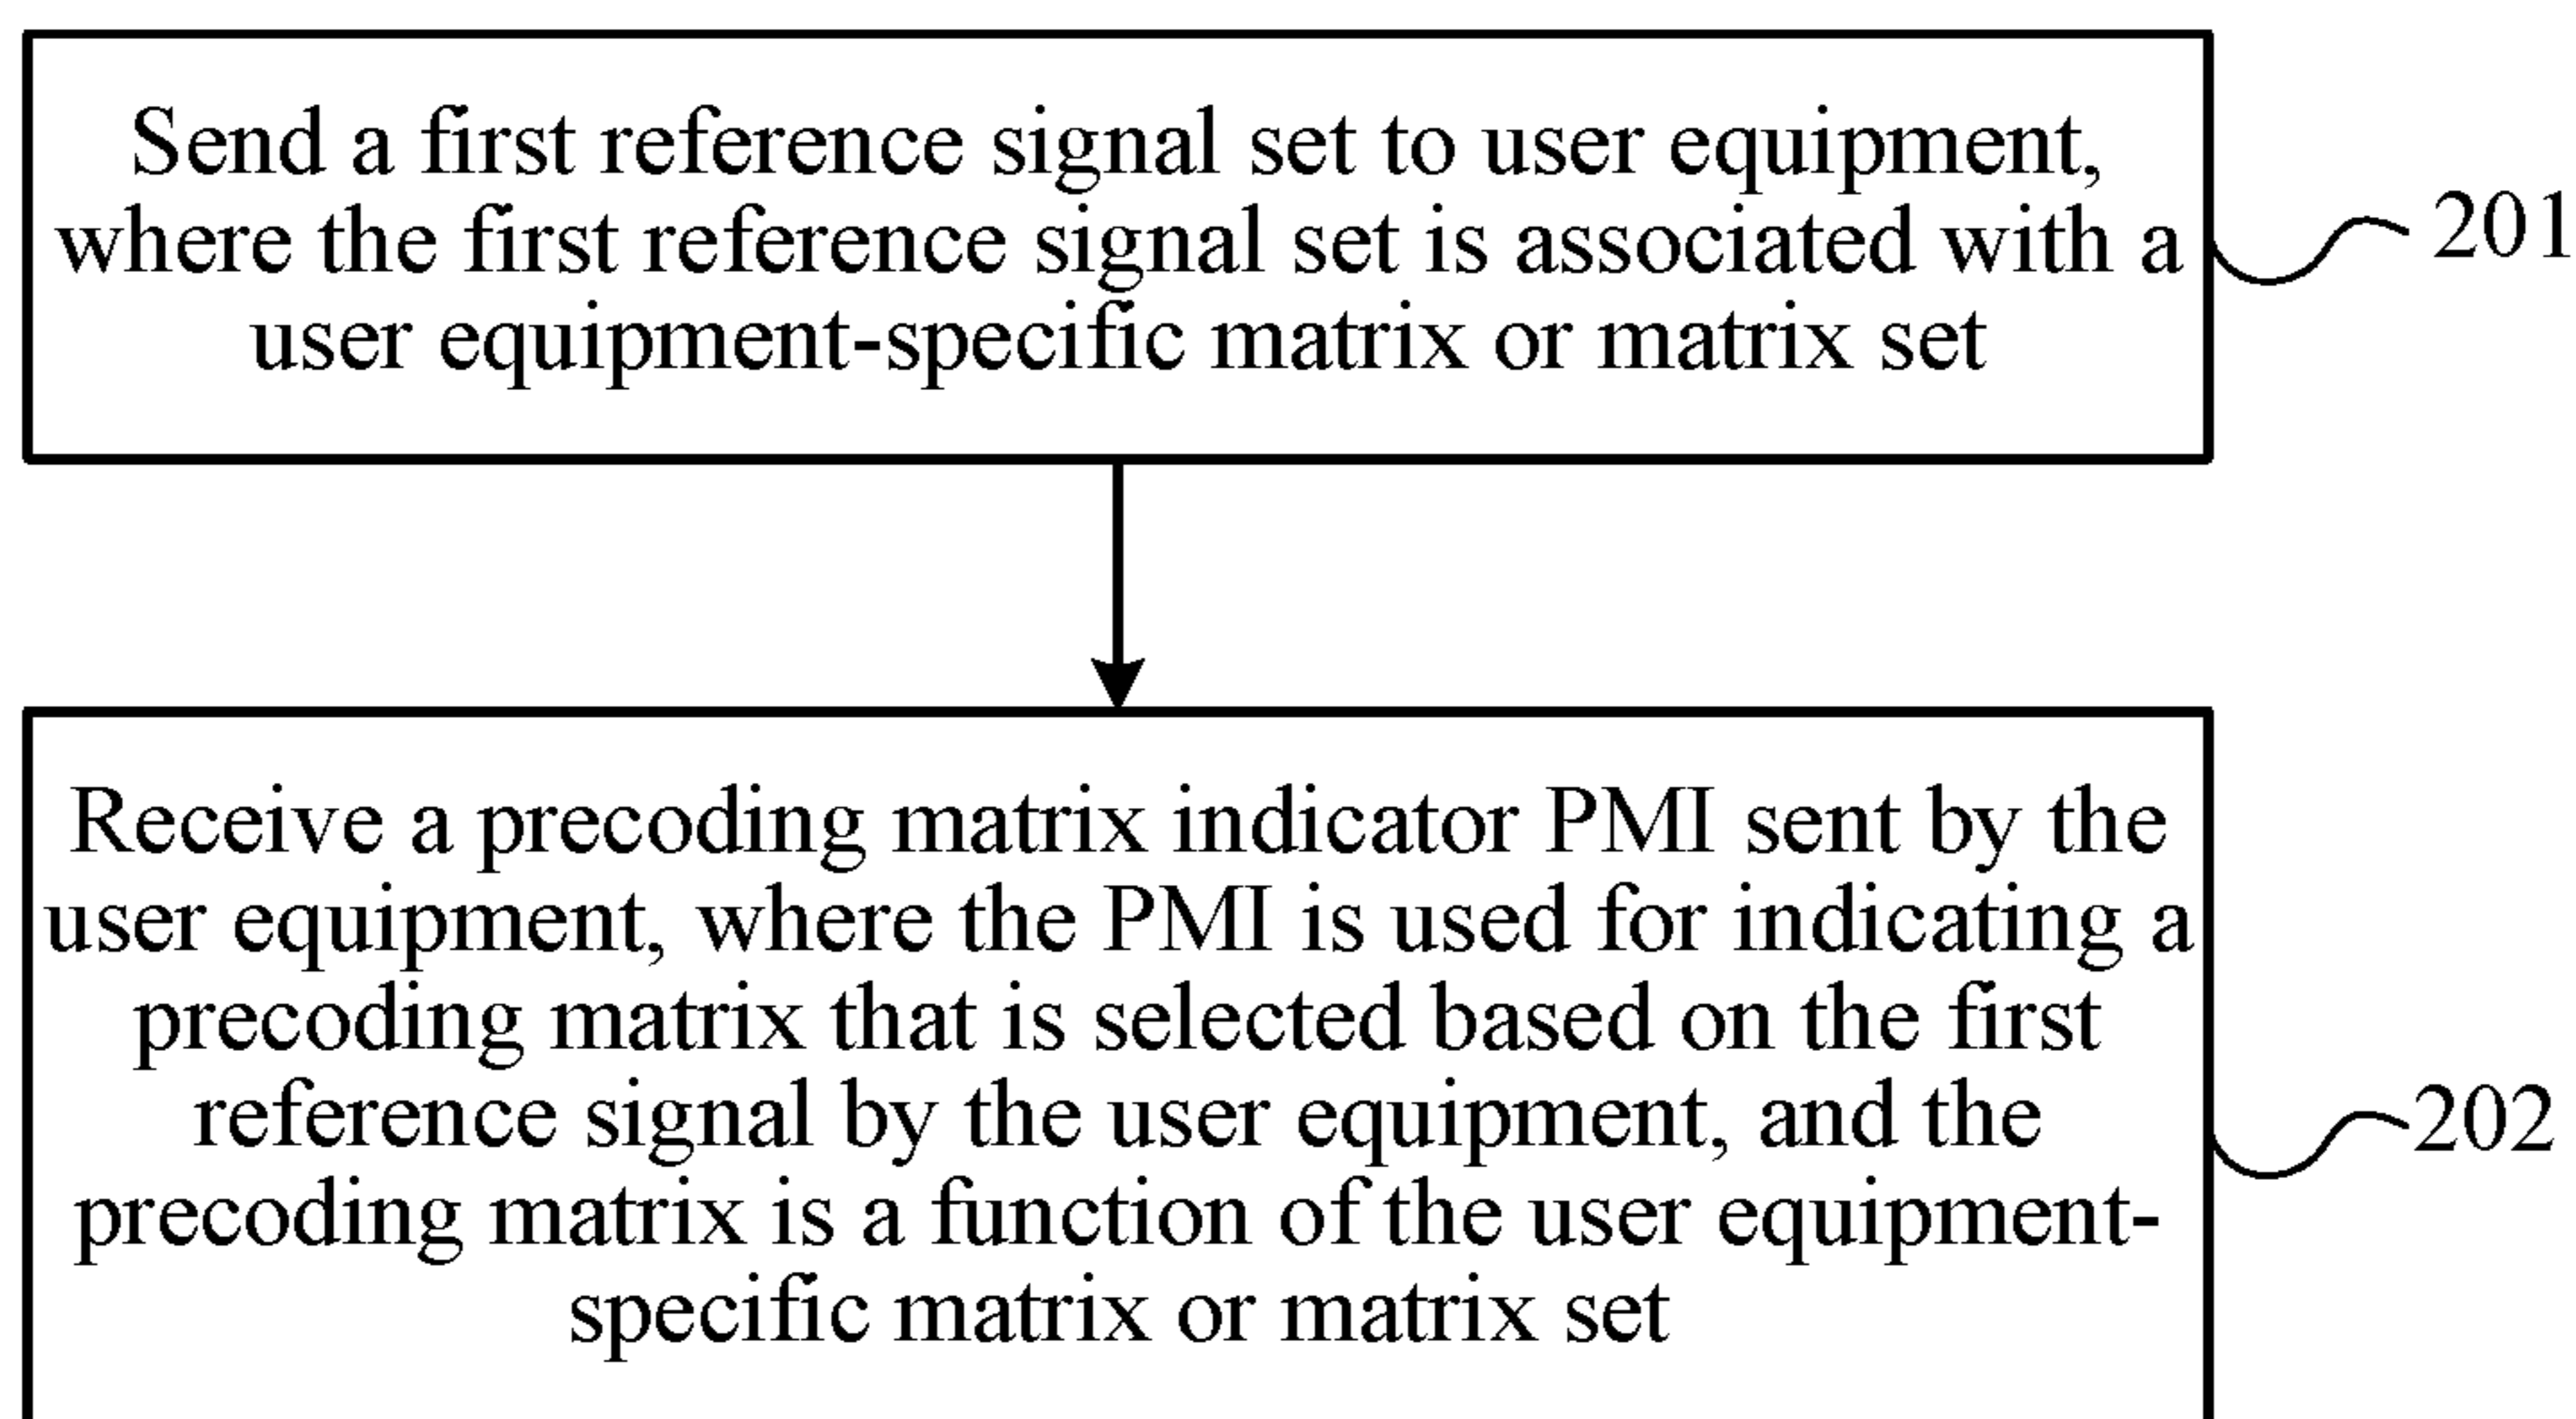 Send a first reference signal set to user equipment,
where the first reference signal set is associated with a
user equipment-specific matrix or matrix set
201
Receive a precoding matrix indicator PMI sent by the
user equipment, where the PMI is used for indicating a
precoding matrix that is selected based on the first
reference signal by the user equipment, and the
precoding matrix is a function of the user equipment-
specific matrix or matrix set
202